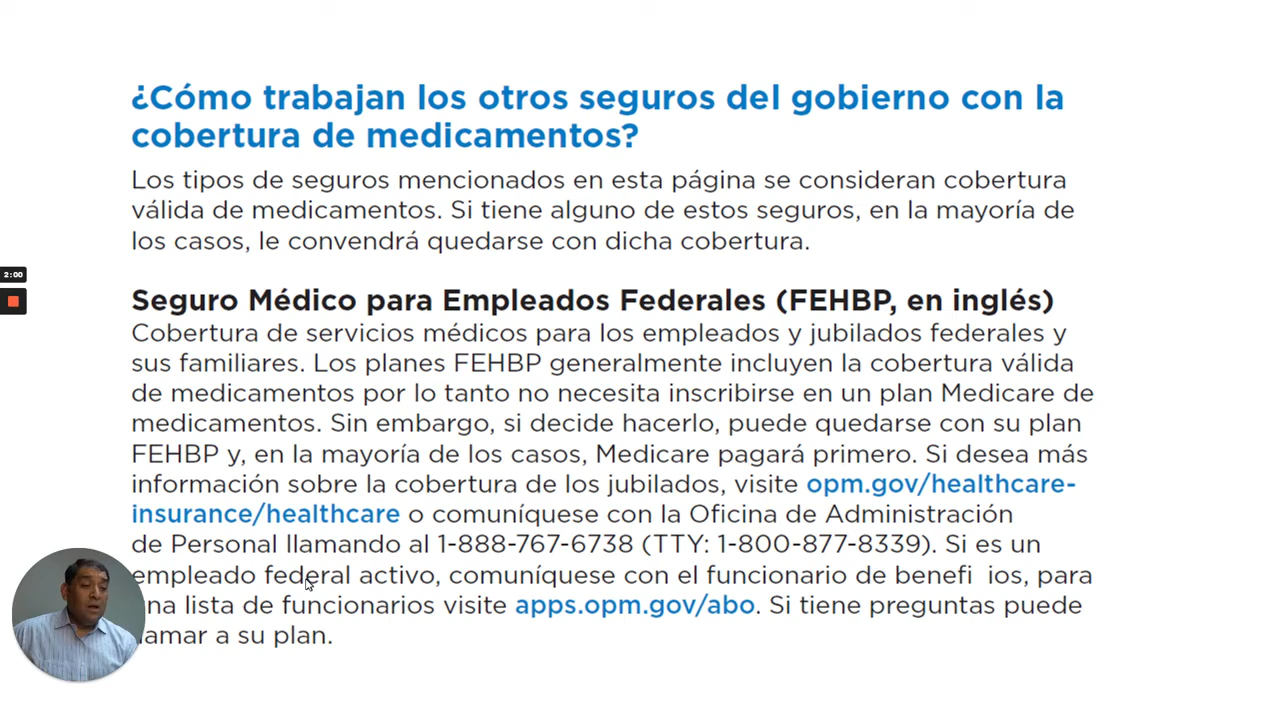 ¿Cómo trabajan los otros seguros del gobierno con la
cobertura de medicamentos?
Los tipos de seguros mencionados en esta página se consideran cobertura
válida de medicamentos. Si tiene alguno de estos seguros, en la mayoría de
los casos, le convendrá quedarse con dicha cobertura.
2:00
Seguro Médico para Empleados Federales (FEHBP, en inglés)
Cobertura de servicios médicos para los empleados y jubilados federales y
sus familiares. Los planes FEHBP generalmente incluyen la cobertura válida
de medicamentos por lo tanto no necesita inscribirse en un plan Medicare de
medicamentos. Sin embargo, si decide hacerlo, puede quedarse con su plan
FEHBP y, en la mayoría de los casos, Medicare pagará primero. Si desea más
información sobre la cobertura de los jubilados, visite opm.gov/healthcare-
insurance/healthcare o comuníquese con la Oficina de Administración
de Personal llamando al 1-888-767-6738 (TTY: 1-800-877-8339). Si es un
empleado federal activo, comuníquese con el funcionario de benefi ios, para
na lista de funcionarios visite apps.opm.gov/abo. Si tiene preguntas puede
lamar a su plan.